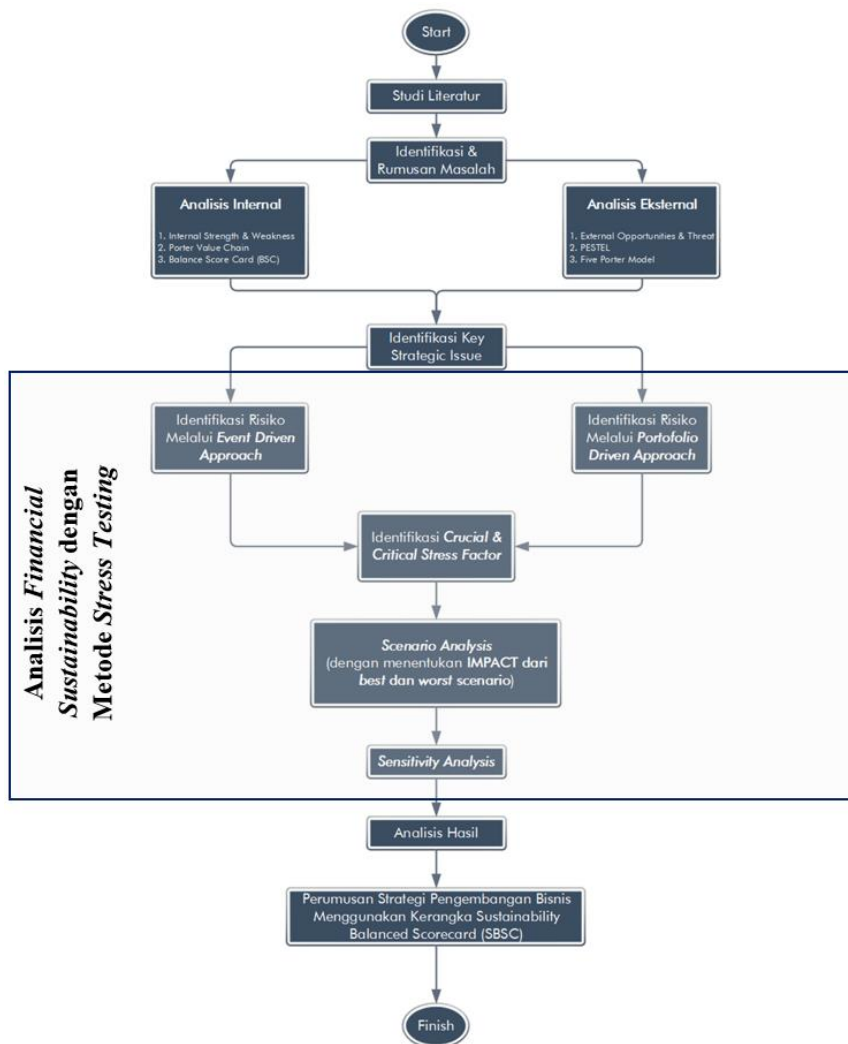 Start
Studi Literatur
Identifikasi &
Rumusan Masalah
Analisis Internal
1. Internal Strength & Weakness
2. Porter Value Chain
3. Balance Score Card (BSC)
Analisis Eksternal
1. External Opportunities & Threat
2. PESTEL
3. Five Porter Model
Identifikasi Key
Strategic Issue
Analisis Financial
Sustainability dengan
Metode Stress Testing
Identifikasi Risiko
Melalui Event Driven
Approach
Identifikasi Risiko
Melalui Portofolio
Driven Approach
Identifikasi Crucial &
Critical Stress Factor
Scenario Analysis
(dengan menentukan IMPACT dari
best dan worst scenario)
Sensitivity Analysis
Analisis Hasil
Perumusan Strategi Pengembangan Bisnis
Menggunakan Kerangka Sustainability
Balanced Scorecard (SBSC)
Finish